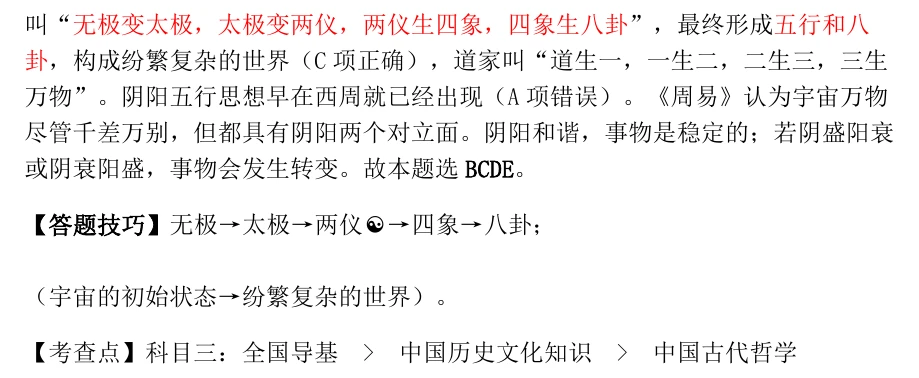 叫“无极变太极，太极变两仪，两仪生四象，四象生八卦”，最终形成五行和八
卦，构成纷繁复杂的世界（C 项正确），道家叫“道生一，一生二，二生三，三生
万物”。阴阳五行思想早在西周就已经出现（A 项错误）。《周易》认为宇宙万物
尽管千差万别，但都具有阴阳两个对立面。阴阳和谐，事物是稳定的；若阴盛阳衰
或阴衰阳盛，事物会发生转变。故本题选 BCDE。
【答题技巧】无极→太极→两仪☯→四象→八卦；
（宇宙的初始状态→纷繁复杂的世界）。
【考查点】科目三：全国导基 > 中国历史文化知识 > 中国古代哲学